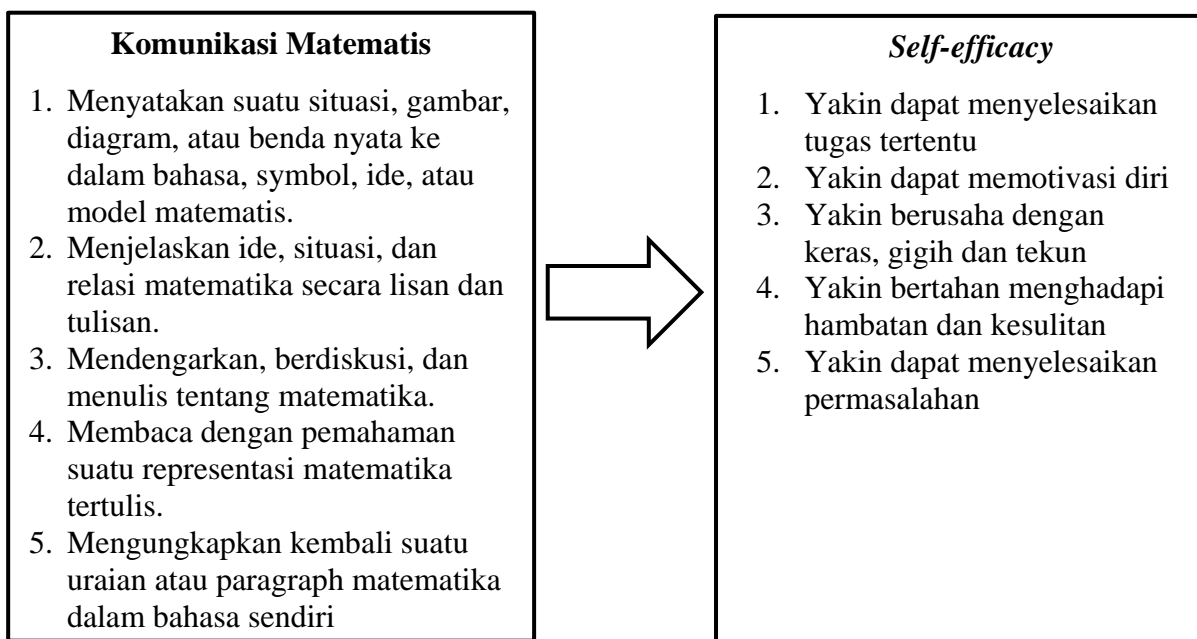 Komunikasi Matematis
1. Menyatakan suatu situasi, gambar,
diagram, atau benda nyata ke
dalam bahasa, symbol, ide, atau
model matematis.
2. Menjelaskan ide, situasi, dan
relasi matematika secara lisan dan
tulisan.
3. Mendengarkan, berdiskusi, dan
menulis tentang matematika.
4. Membaca dengan pemahaman
suatu representasi matematika
tertulis.
5. Mengungkapkan kembali suatu
uraian atau paragraph matematika
dalam bahasa sendiri
Self-efficacy
1. Yakin dapat menyelesaikan
tugas tertentu
2. Yakin dapat memotivasi diri
3. Yakin berusaha dengan
keras, gigih dan tekun
4. Yakin bertahan menghadapi
hambatan dan kesulitan
5. Yakin dapat menyelesaikan
permasalahan